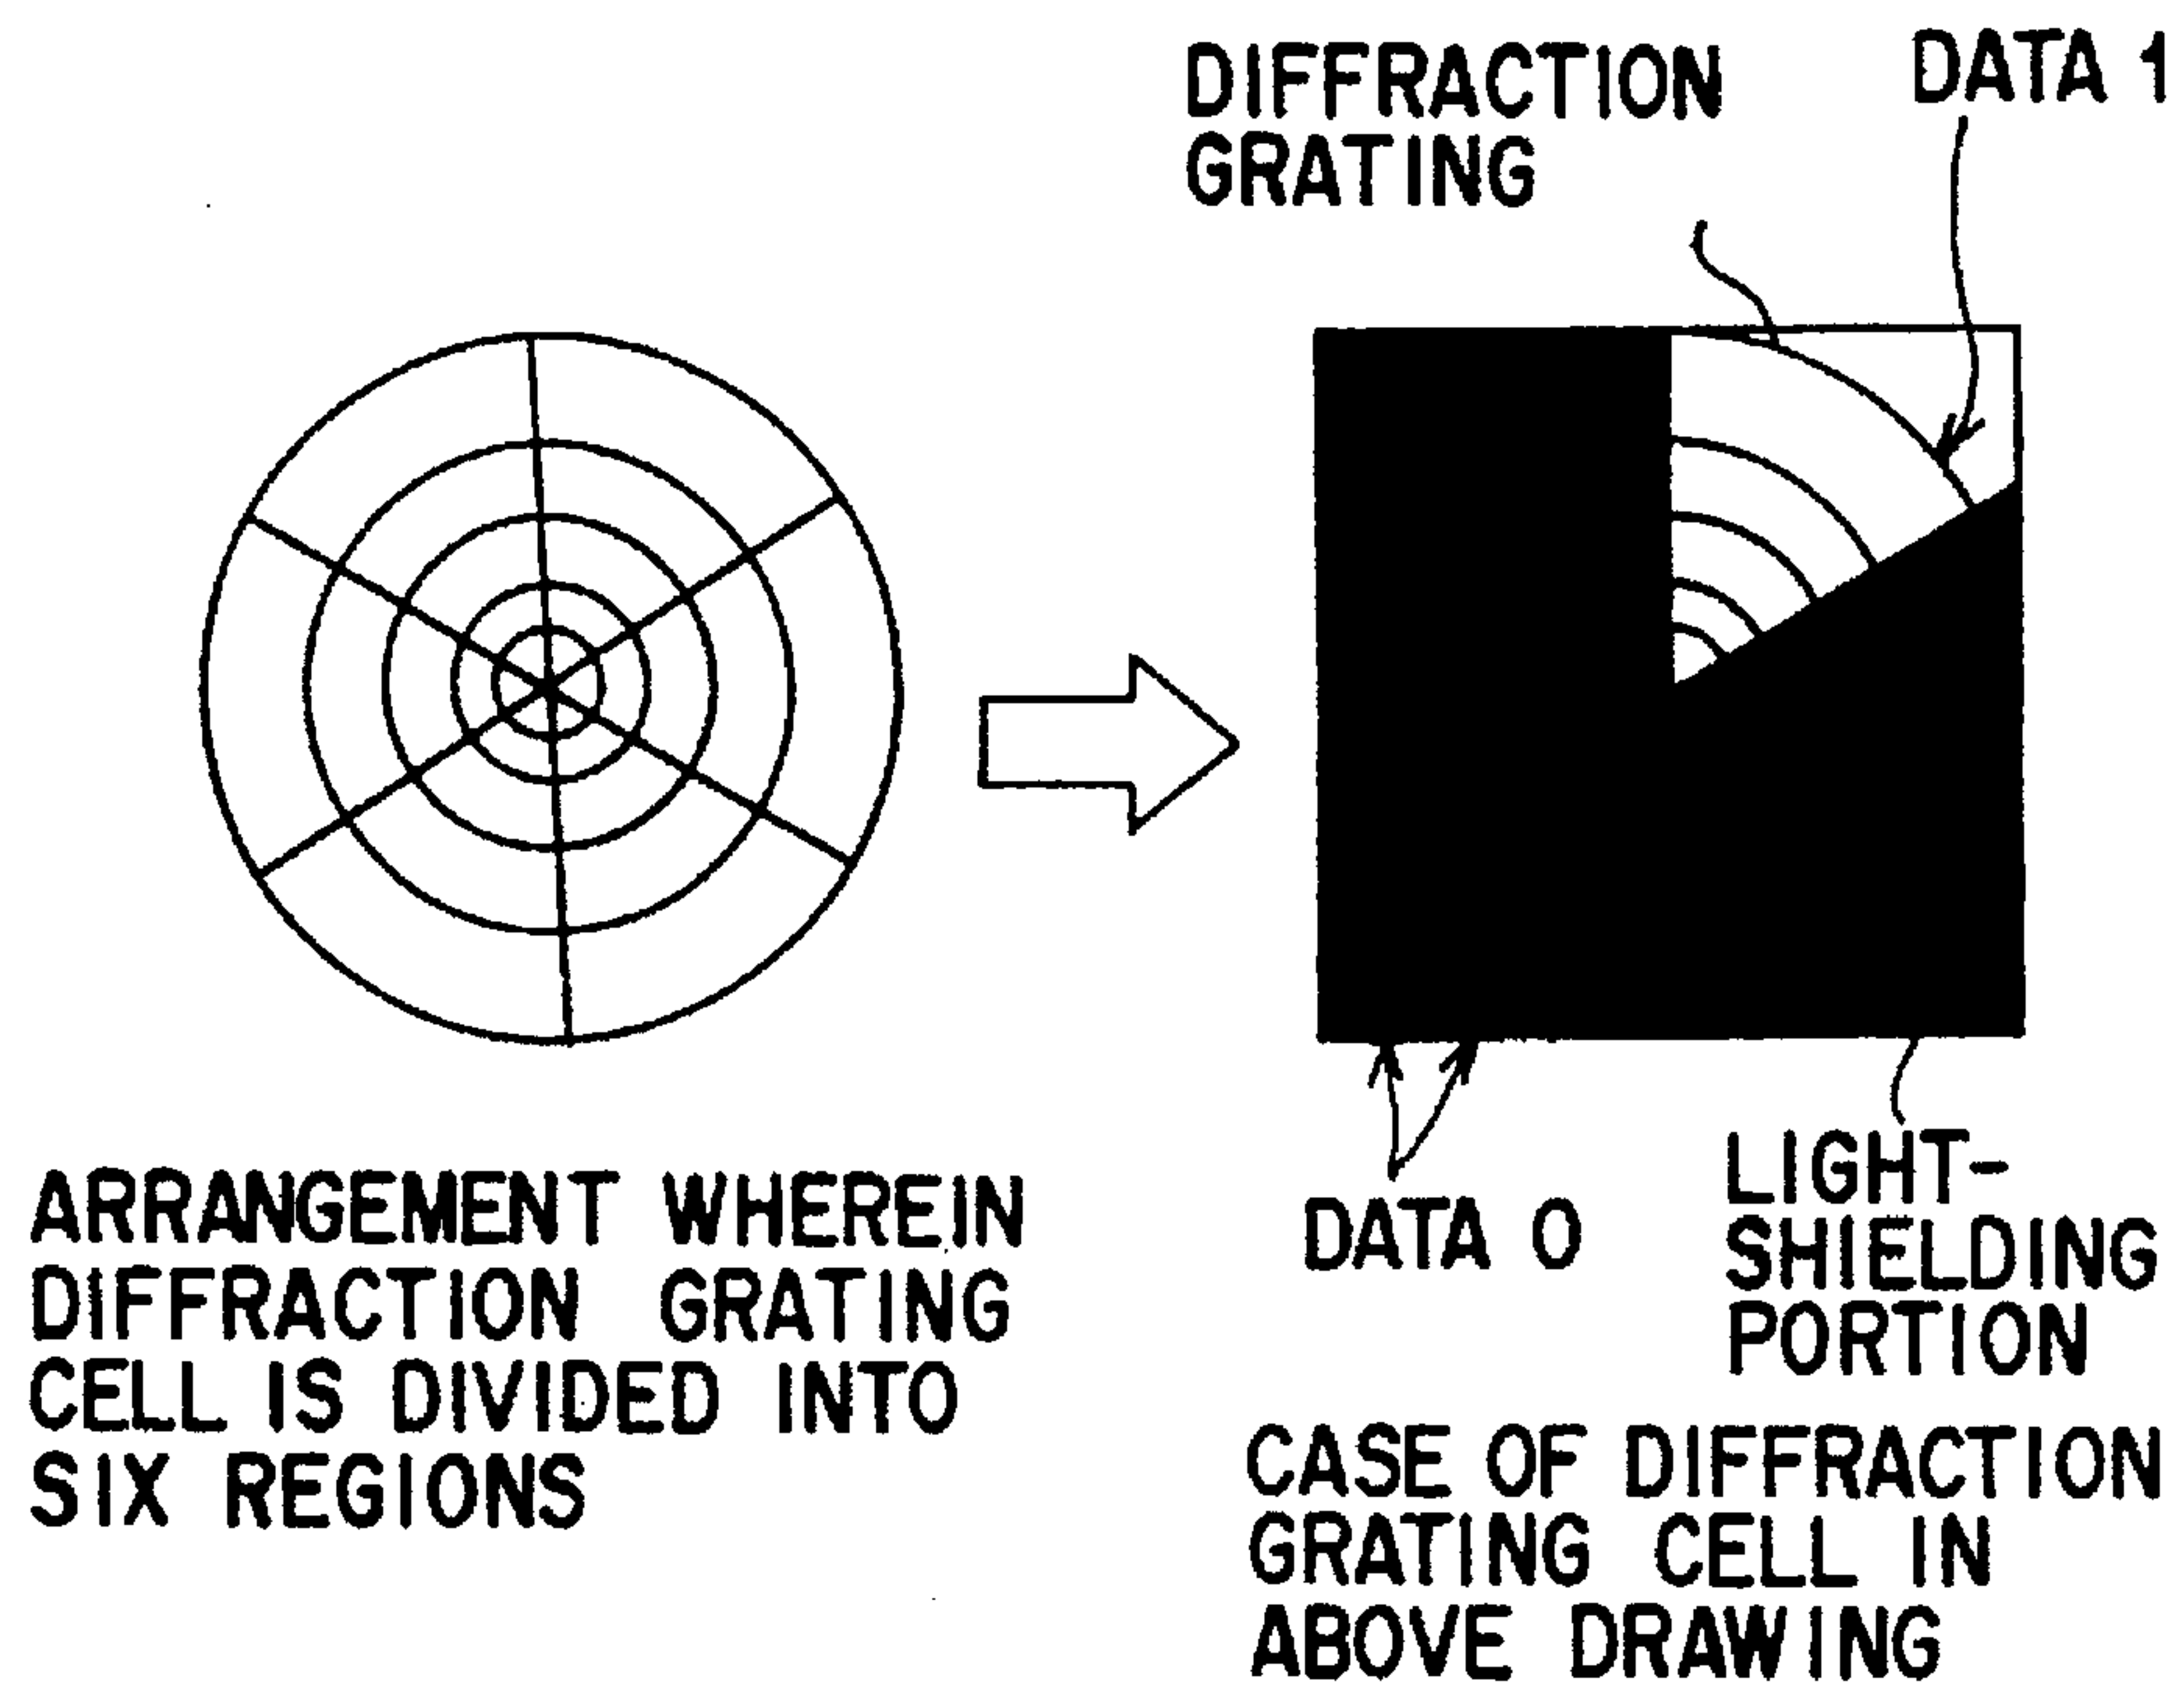 DIFFRACTION
GRATING
DATA 1
ARRANGEMENT WHEREIN
DIFFRACTION GRATING
CELL IS DIVIDED INTO
SIX REGIONS
DATA 0
LIGHT-
SHIELDING
PORTION
CASE OF DIFFRACTION
GRATING CELL IN
ABOVE DRAWING